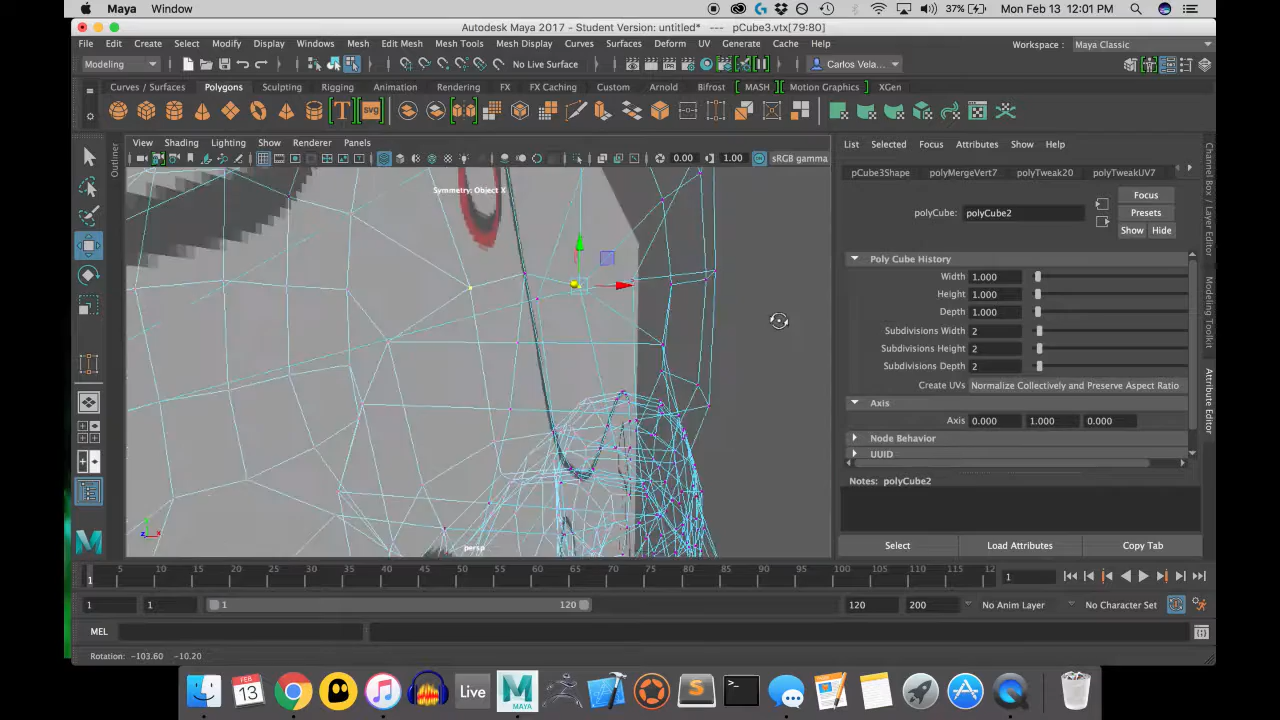 Maya Window 37% Mon Feb 13 12:01 PM
Autodesk Maya 2017 - Student Version: untitled* --- pCube3.vtx[79:80]
File Edit Create Select Modify Display Windows Mesh Edit Mesh Mesh Tools Mesh Display Curves Surfaces Deform UV Generate Cache Help Workspace : Maya Classic
Modeling No Live Surface Carlos Vela...
Curves / Surfaces Polygons Sculpting Rigging Animation Rendering FX FX Caching Custom Arnold Bifrost MASH Motion Graphics XGen
T SVG
Outliner
View Shading Lighting Renderer Panels
0.00 1.00 sRGB gamma
Symmetry: Object X
persp
List Selected Focus Attributes Show Help
pCube3Shape polyMergeVert7 polyTweak20 polyTweakUV7
polyCube: polyCube2
Focus
Presets
Show Hide
Poly Cube History
Width 1.000
Height 1.000
Depth 1.000
Subdivisions Width 2
Subdivisions Height 2
Subdivisions Depth 2
Create UVs Normalize Collectively and Preserve Aspect Ratio
Axis
Axis 0.000 1.000 0.000
Node Behavior
UUID
Notes: polyCube2
Select Load Attributes Copy Tab
Channel Box / Layer Editor
Modeling Toolkit
Attribute Editor
5 10 15 20 25 30 35 40 45 50 55 60 65 70 75 80 85 90 95 100 105 110 115 12
1 1
1 1 1 120 120 200 No Anim Layer No Character Set
MEL
Rotation: -103.60 -10.20
FEB 13 Live MAYA